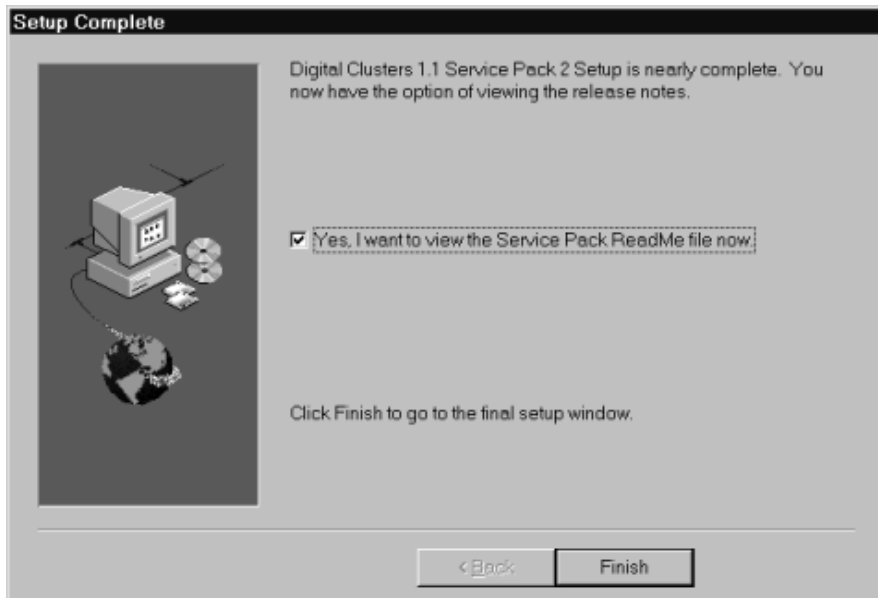 Setup Complete
Digital Clusters 1.1 Service Pack 2 Setup is nearly complete. You
now have the option of viewing the release notes.
Yes, I want to view the Service Pack ReadMe file now.
Click Finish to go to the final setup window.
< Back
Finish